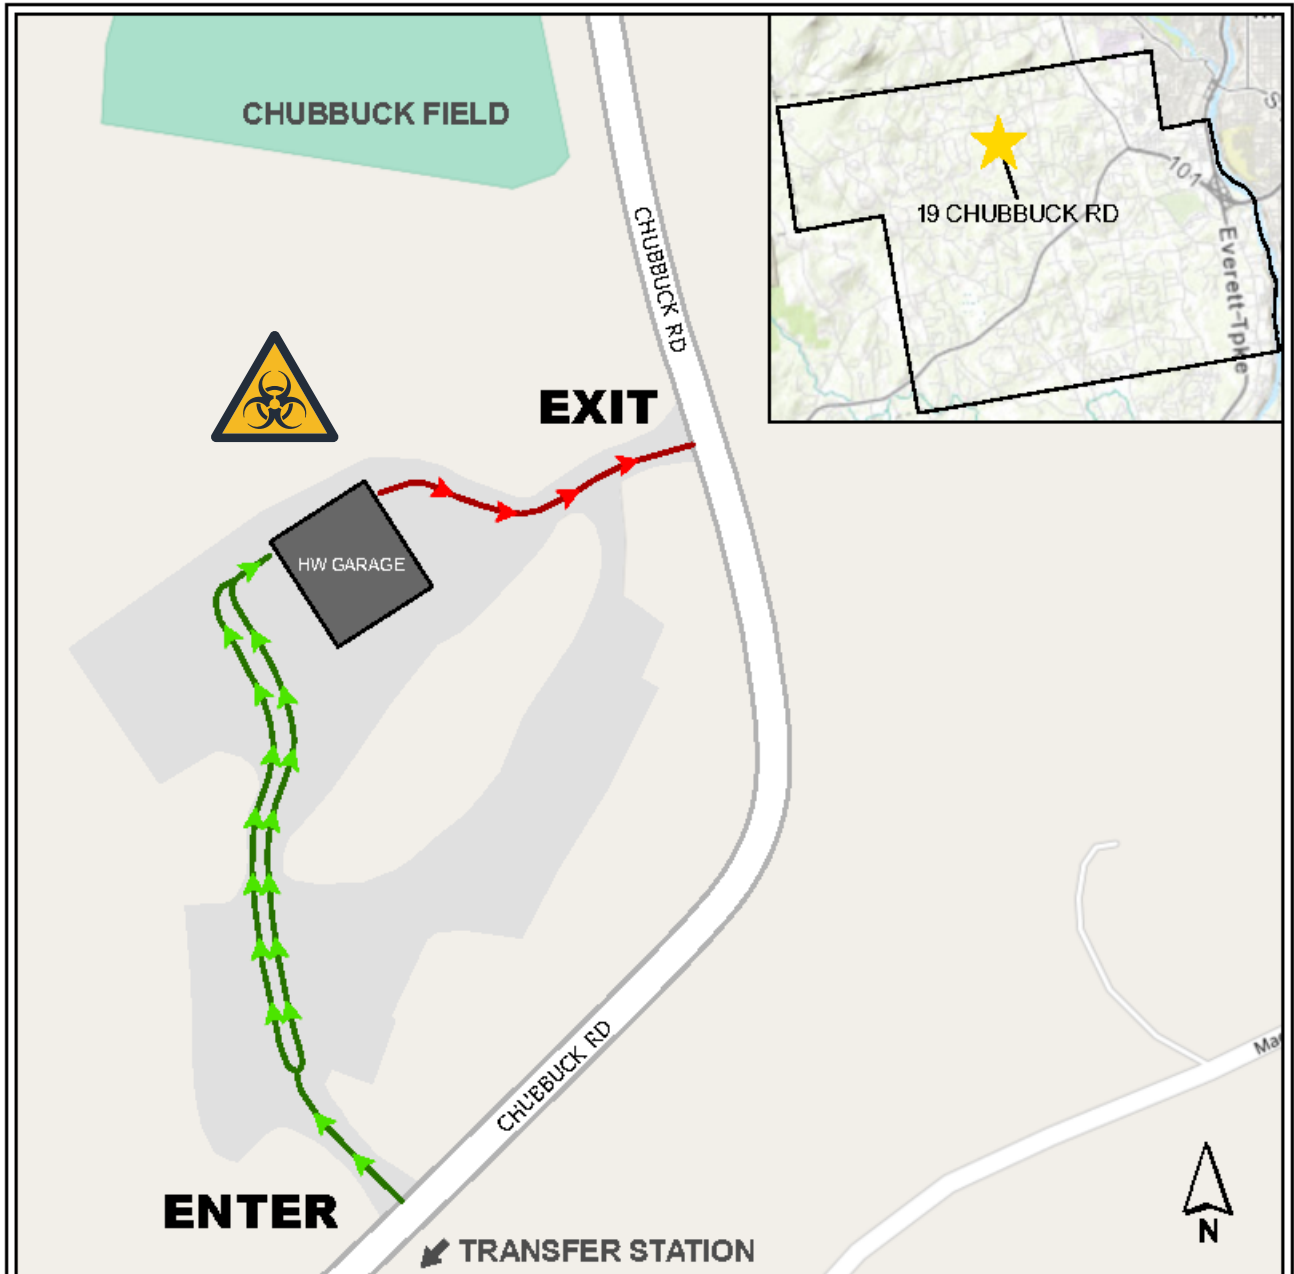 CHUBBUCK FIELD
101
19 CHUBBUCK RD
Everett-Tpke
CHUBBUCK RD
EXIT
HW GARAGE
CHUBBUCK RD
ENTER
TRANSFER STATION
N